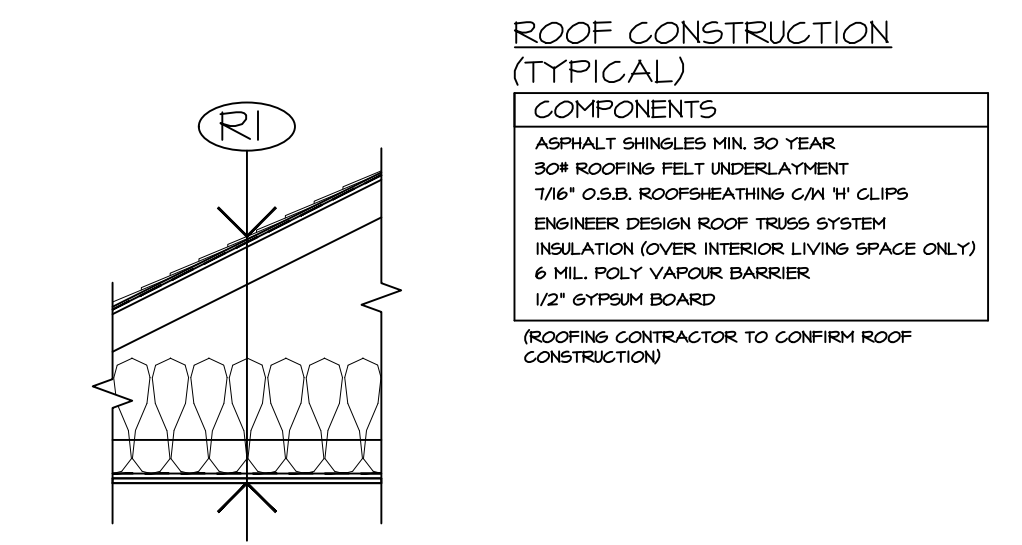 ROOF CONSTRUCTION
(TYPICAL)
R1
COMPONENTS
ASPHALT SHINGLES MIN. 30 YEAR
30# ROOFING FELT UNDERLAYMENT
7/16" O.S.B. ROOFSHEATHING C/W 'H' CLIPS
ENGINEER DESIGN ROOF TRUSS SYSTEM
INSULATION (OVER INTERIOR LIVING SPACE ONLY)
6 MIL. POLY VAPOUR BARRIER
1/2" GYPSUM BOARD
(ROOFING CONTRACTOR TO CONFIRM ROOF
CONSTRUCTION)